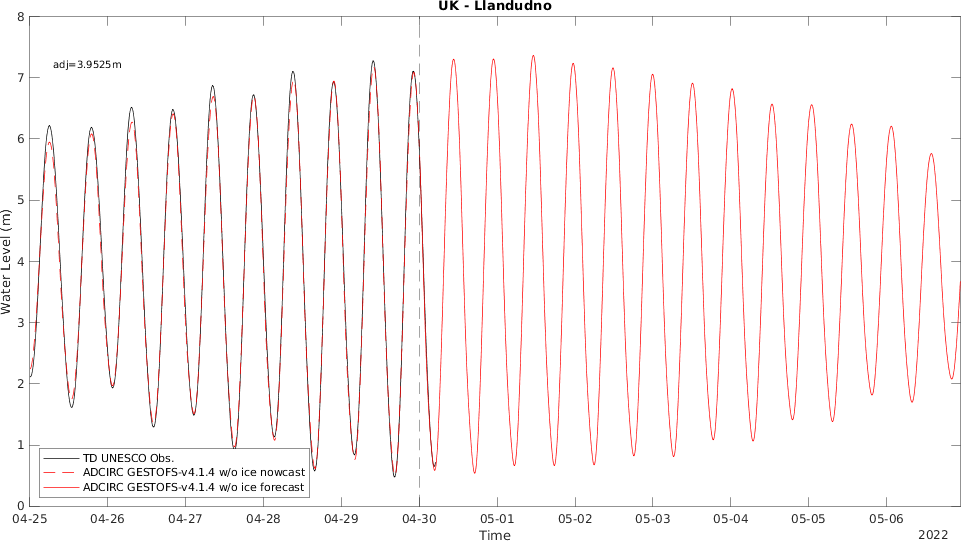 UK - Llandudno
adj=3.9525m
Water Level (m)
8
7
6
5
4
3
2
1
0
TD UNESCO Obs.
ADCIRC GESTOFS-v4.1.4 w/o ice nowcast
ADCIRC GESTOFS-v4.1.4 w/o ice forecast
04-25 04-26 04-27 04-28 04-29 04-30 05-01 05-02 05-03 05-04 05-05 05-06
Time
2022